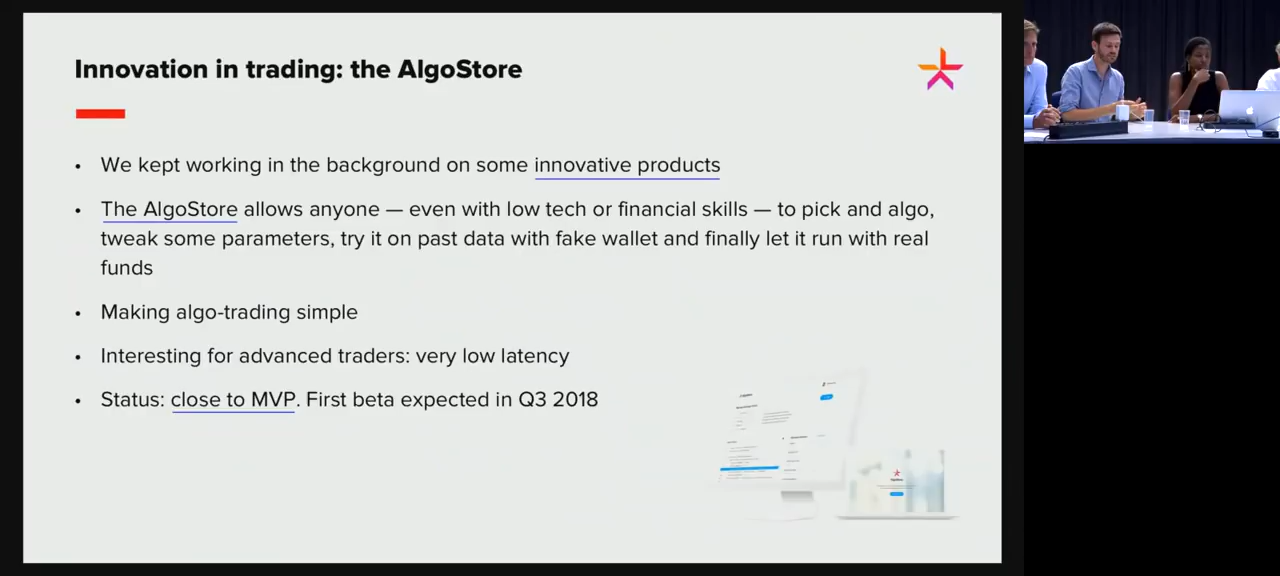 Innovation in trading: the AlgoStore
• We kept working in the background on some innovative products
• The AlgoStore allows anyone — even with low tech or financial skills — to pick and algo,
tweak some parameters, try it on past data with fake wallet and finally let it run with real
funds
• Making algo-trading simple
• Interesting for advanced traders: very low latency
• Status: close to MVP. First beta expected in Q3 2018